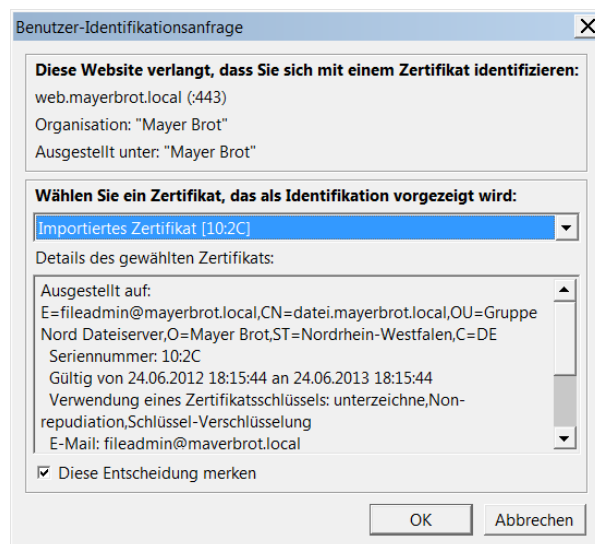 Benutzer-Identifikationsanfrage
Diese Website verlangt, dass Sie sich mit einem Zertifikat identifizieren:
web.mayerbrot.local (:443)
Organisation: "Mayer Brot"
Ausgestellt unter: "Mayer Brot"
Wählen Sie ein Zertifikat, das als Identifikation vorgezeigt wird:
Importiertes Zertifikat [10:2C]
Details des gewählten Zertifikats:
Ausgestellt auf:
E=fileadmin@mayerbrot.local,CN=datei.mayerbrot.local,OU=Gruppe
Nord Dateiserver,O=Mayer Brot,ST=Nordrhein-Westfalen,C=DE
Seriennummer: 10:2C
Gültig von 24.06.2012 18:15:44 an 24.06.2013 18:15:44
Verwendung eines Zertifikatsschlüssels: unterzeichne,Non-
repudiation,Schlüssel-Verschlüsselung
E-Mail: fileadmin@mayerbrot.local
Diese Entscheidung merken
OK Abbrechen